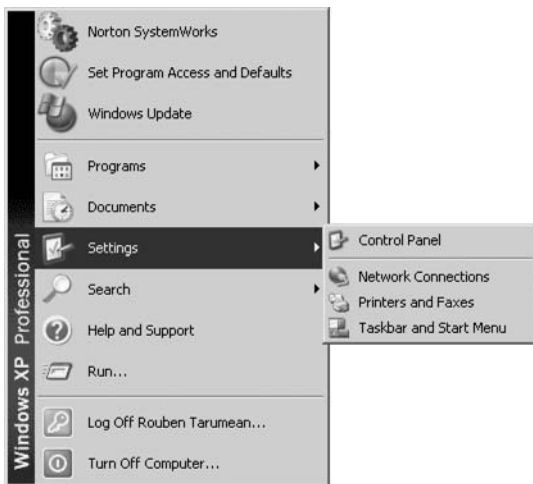 Norton SystemWorks
Set Program Access and Defaults
Windows Update
Programs
Documents
Settings
Search
Help and Support
Run...
Log Off Rouben Tarumean...
Turn Off Computer...
Control Panel
Network Connections
Printers and Faxes
Taskbar and Start Menu
Windows XP Professional